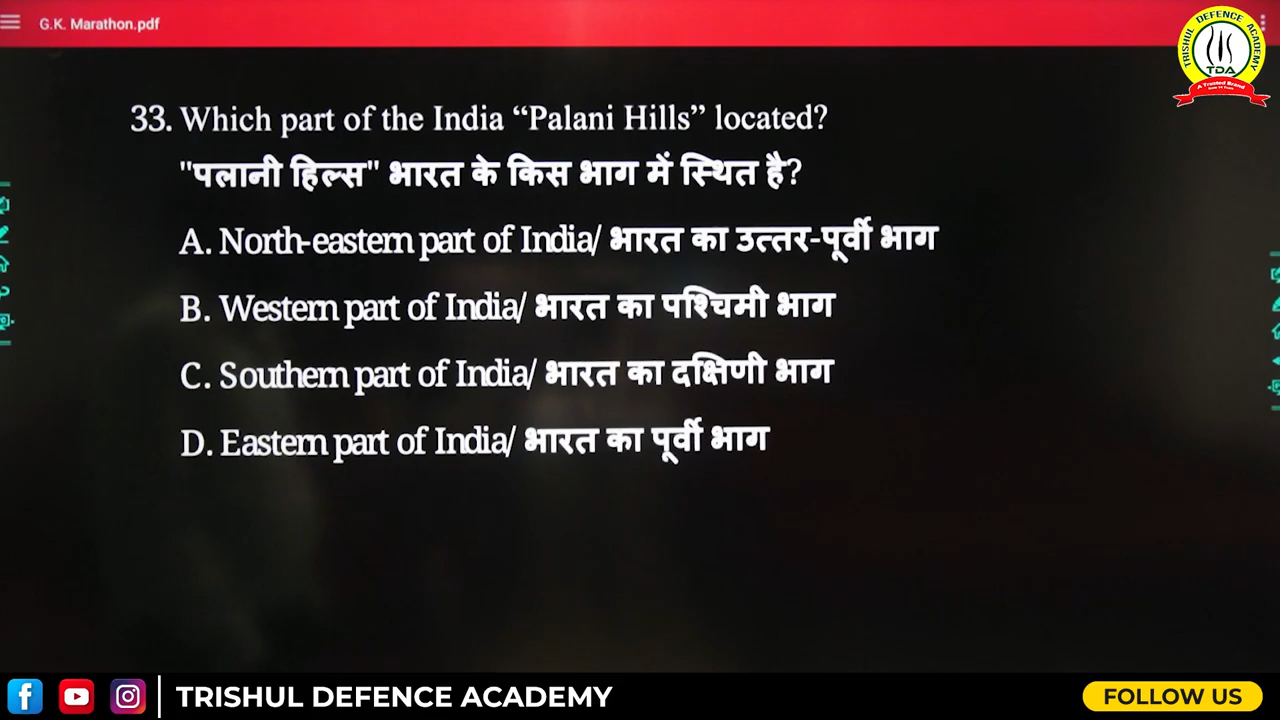 G.K. Marathon.pdf
TRISHUL DEFENCE ACADEMY
TDA
A Trusted Brand
33. Which part of the India “Palani Hills” located?
"पलानी हिल्स" भारत के किस भाग में स्थित है?
A. North-eastern part of India/ भारत का उत्तर-पूर्वी भाग
B. Western part of India/ भारत का पश्चिमी भाग
C. Southern part of India/ भारत का दक्षिणी भाग
D. Eastern part of India/ भारत का पूर्वी भाग
TRISHUL DEFENCE ACADEMY
FOLLOW US